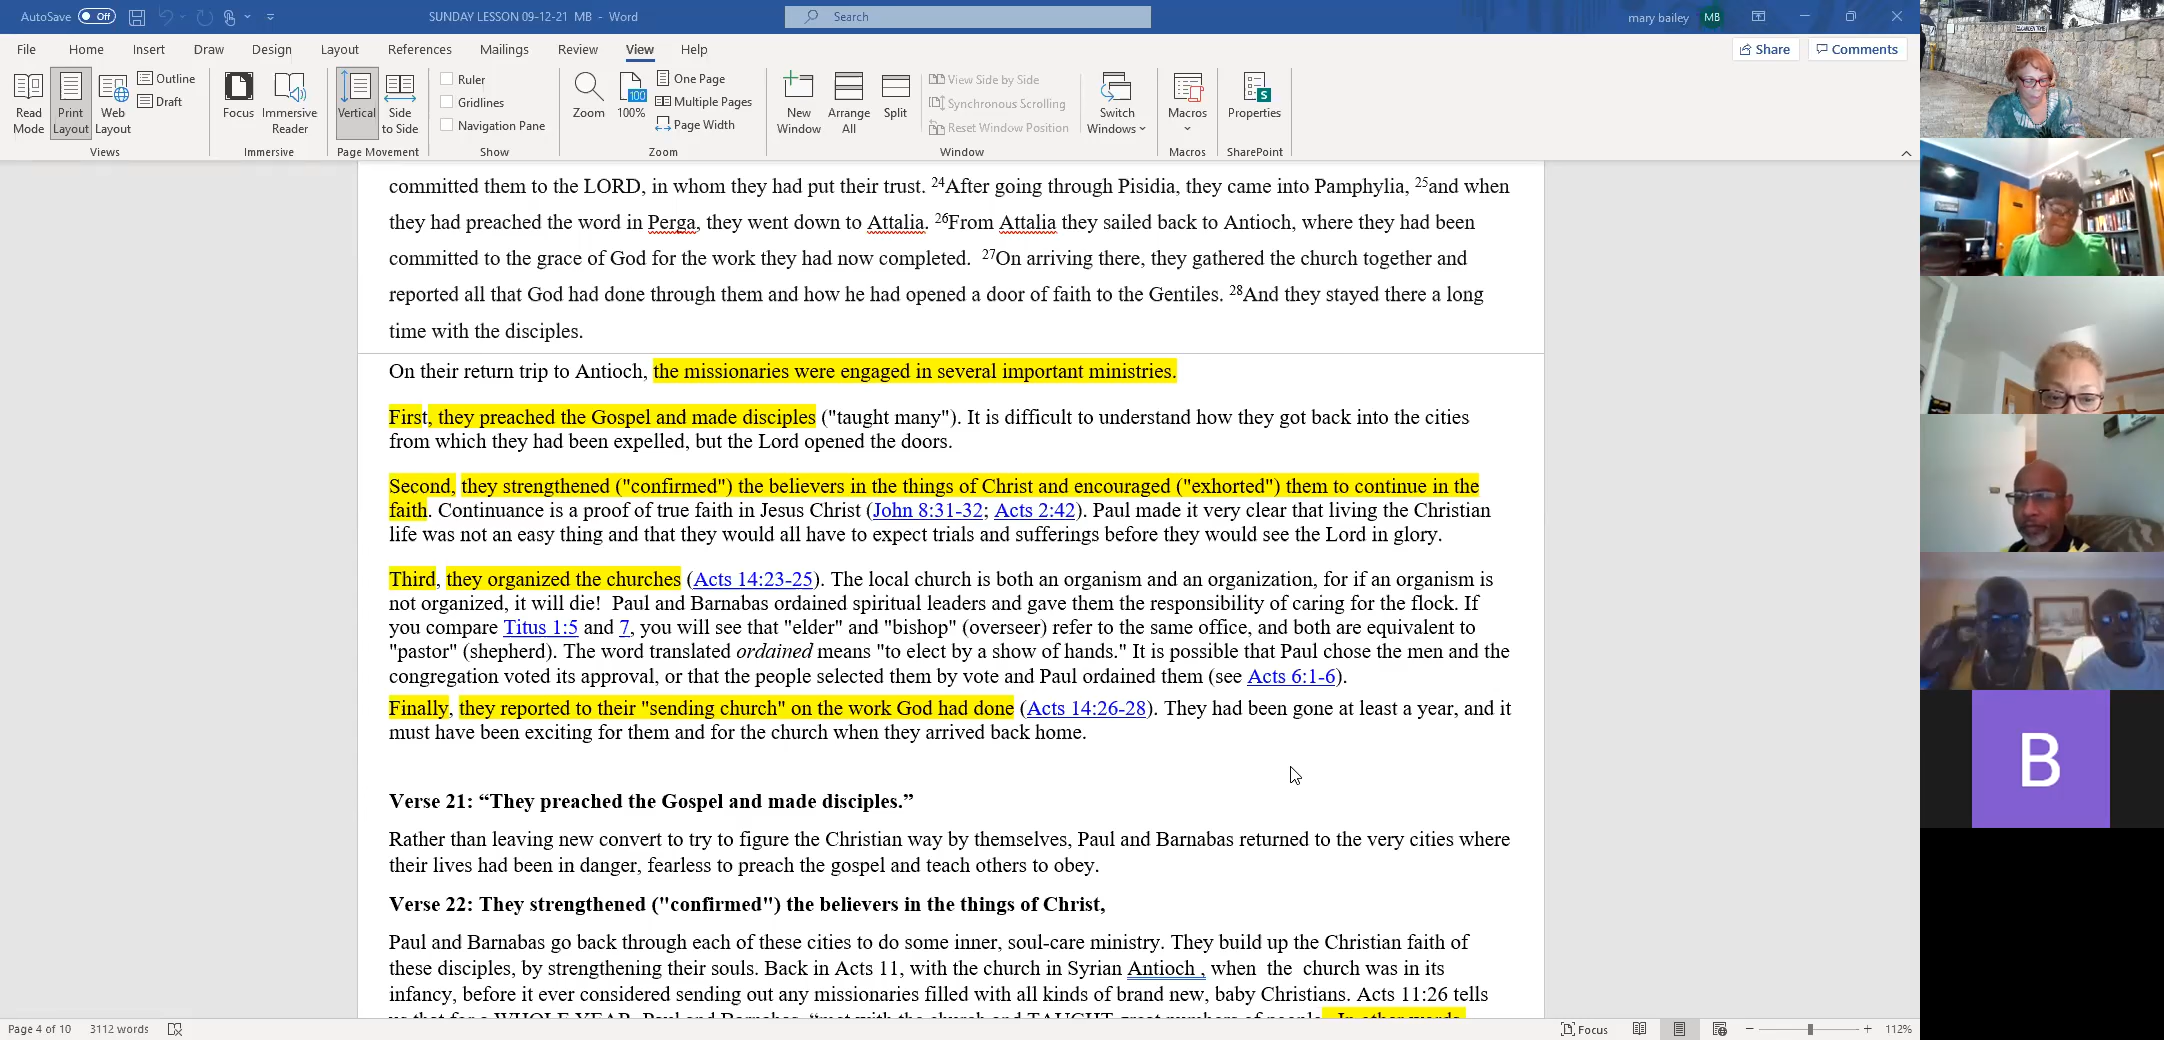 AutoSave Off SUNDAY LESSON 09-12-21 MB - Word Search mary bailey MB
File Home Insert Draw Design Layout References Mailings Review View Help Share Comments
Read Mode Print Layout Web Layout Outline Draft Focus Immersive Reader Vertical Side to Side Ruler Gridlines Navigation Pane Zoom 100 100% One Page Multiple Pages Page Width New Window Arrange All Split View Side by Side Synchronous Scrolling Reset Window Position Switch Windows Macros Properties
Views Immersive Page Movement Show Zoom Window Macros SharePoint
committed them to the LORD, in whom they had put their trust. 24After going through Pisidia, they came into Pamphylia, 25and when
they had preached the word in Perga, they went down to Attalia. 26From Attalia they sailed back to Antioch, where they had been
committed to the grace of God for the work they had now completed. 27On arriving there, they gathered the church together and
reported all that God had done through them and how he had opened a door of faith to the Gentiles. 28And they stayed there a long
time with the disciples.
On their return trip to Antioch, the missionaries were engaged in several important ministries.
First, they preached the Gospel and made disciples ("taught many"). It is difficult to understand how they got back into the cities
from which they had been expelled, but the Lord opened the doors.
Second, they strengthened ("confirmed") the believers in the things of Christ and encouraged ("exhorted") them to continue in the
faith. Continuance is a proof of true faith in Jesus Christ (John 8:31-32; Acts 2:42). Paul made it very clear that living the Christian
life was not an easy thing and that they would all have to expect trials and sufferings before they would see the Lord in glory.
Third, they organized the churches (Acts 14:23-25). The local church is both an organism and an organization, for if an organism is
not organized, it will die! Paul and Barnabas ordained spiritual leaders and gave them the responsibility of caring for the flock. If
you compare Titus 1:5 and 7, you will see that "elder" and "bishop" (overseer) refer to the same office, and both are equivalent to
"pastor" (shepherd). The word translated ordained means "to elect by a show of hands." It is possible that Paul chose the men and the
congregation voted its approval, or that the people selected them by vote and Paul ordained them (see Acts 6:1-6).
Finally, they reported to their "sending church" on the work God had done (Acts 14:26-28). They had been gone at least a year, and it
must have been exciting for them and for the church when they arrived back home.
Verse 21: “They preached the Gospel and made disciples.”
Rather than leaving new convert to try to figure the Christian way by themselves, Paul and Barnabas returned to the very cities where
their lives had been in danger, fearless to preach the gospel and teach others to obey.
Verse 22: They strengthened ("confirmed") the believers in the things of Christ,
Paul and Barnabas go back through each of these cities to do some inner, soul-care ministry. They build up the Christian faith of
these disciples, by strengthening their souls. Back in Acts 11, with the church in Syrian Antioch , when the church was in its
infancy, before it ever considered sending out any missionaries filled with all kinds of brand new, baby Christians. Acts 11:26 tells
us that for a WHOLE YEAR, Paul and Barnabas “met with the church and TAUGHT great numbers of people. In other words
Page 4 of 10 3112 words Focus 112%
B